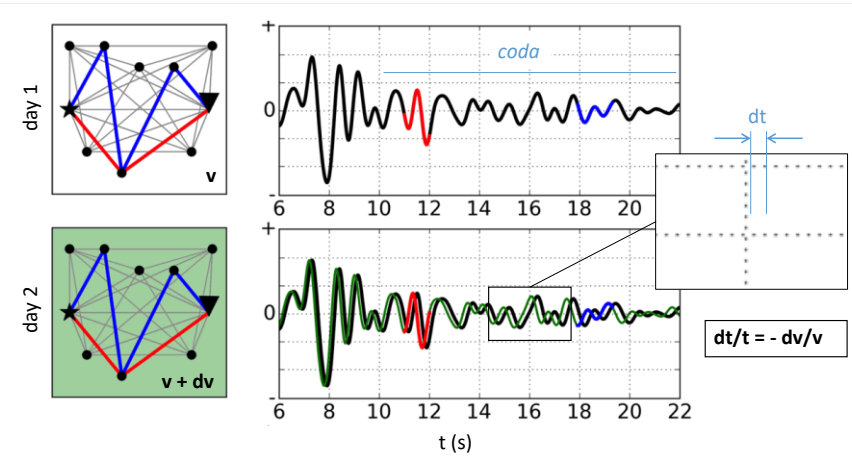 day 1
v
+
0
-
coda
6 8 10 12 14 16 18 20
dt
day 2
v + dv
+
0
-
6 8 10 12 14 16 18 20 22
t (s)
dt/t = - dv/v